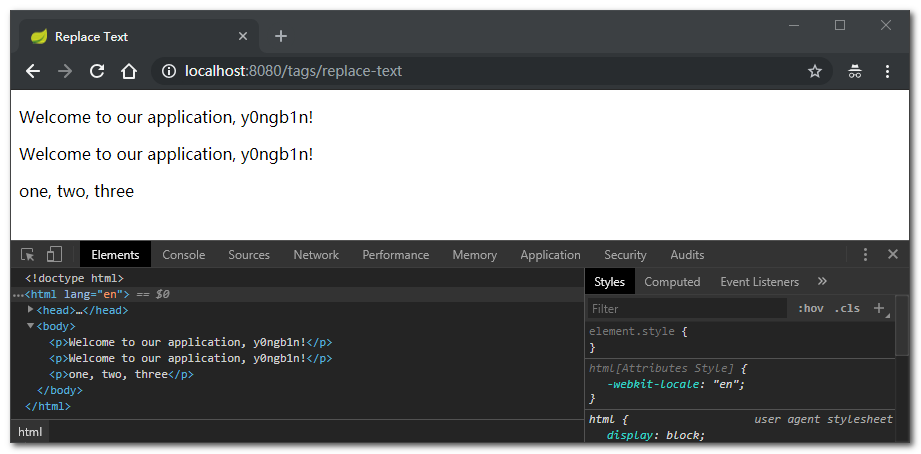 Replace Text
localhost:8080/tags/replace-text
Welcome to our application, y0ngb1n!
Welcome to our application, y0ngb1n!
one, two, three
Elements Console Sources Network Performance Memory Application Security Audits
<!doctype html>
…<html lang="en"> == $0
<head>…</head>
<body>
<p>Welcome to our application, y0ngb1n!</p>
<p>Welcome to our application, y0ngb1n!</p>
<p>one, two, three</p>
</body>
</html>
html
Styles Computed Event Listeners »
Filter :hov .cls +
element.style {
}
html[Attributes Style] {
-webkit-locale: "en";
}
html { user agent stylesheet
display: block;